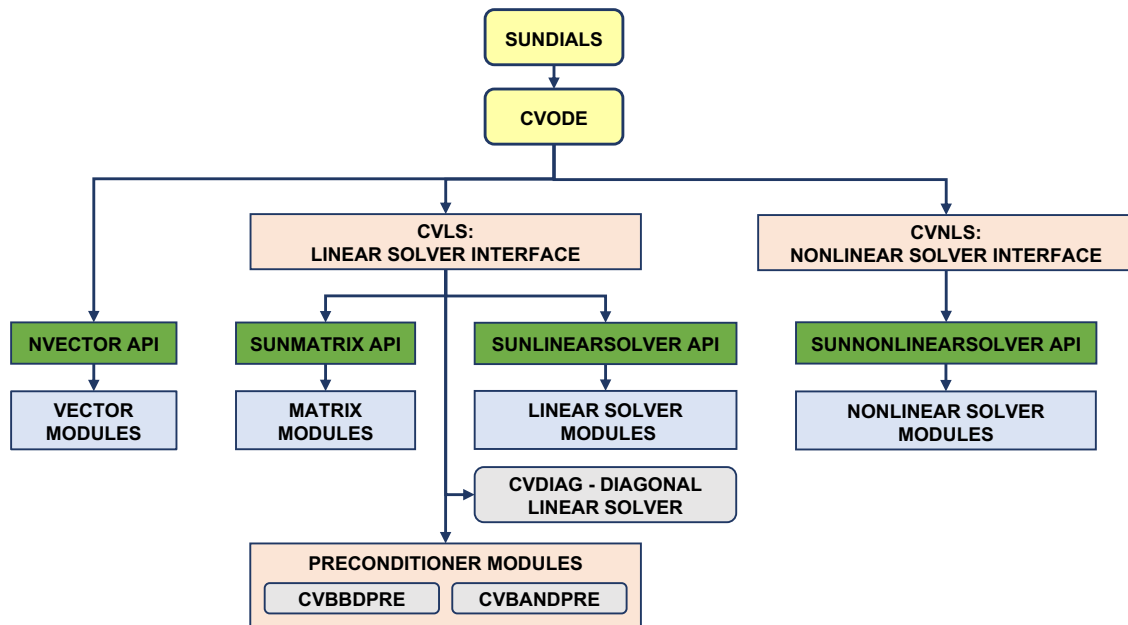 SUNDIALS
CVODE
CVLS:
LINEAR SOLVER INTERFACE
CVNLS:
NONLINEAR SOLVER INTERFACE
NVECTOR API
SUNMATRIX API
SUNLINEARSOLVER API
SUNNONLINEARSOLVER API
VECTOR
MODULES
MATRIX
MODULES
LINEAR SOLVER
MODULES
NONLINEAR SOLVER
MODULES
CVDIAG - DIAGONAL
LINEAR SOLVER
PRECONDITIONER MODULES
CVBBDPRE
CVBANDPRE